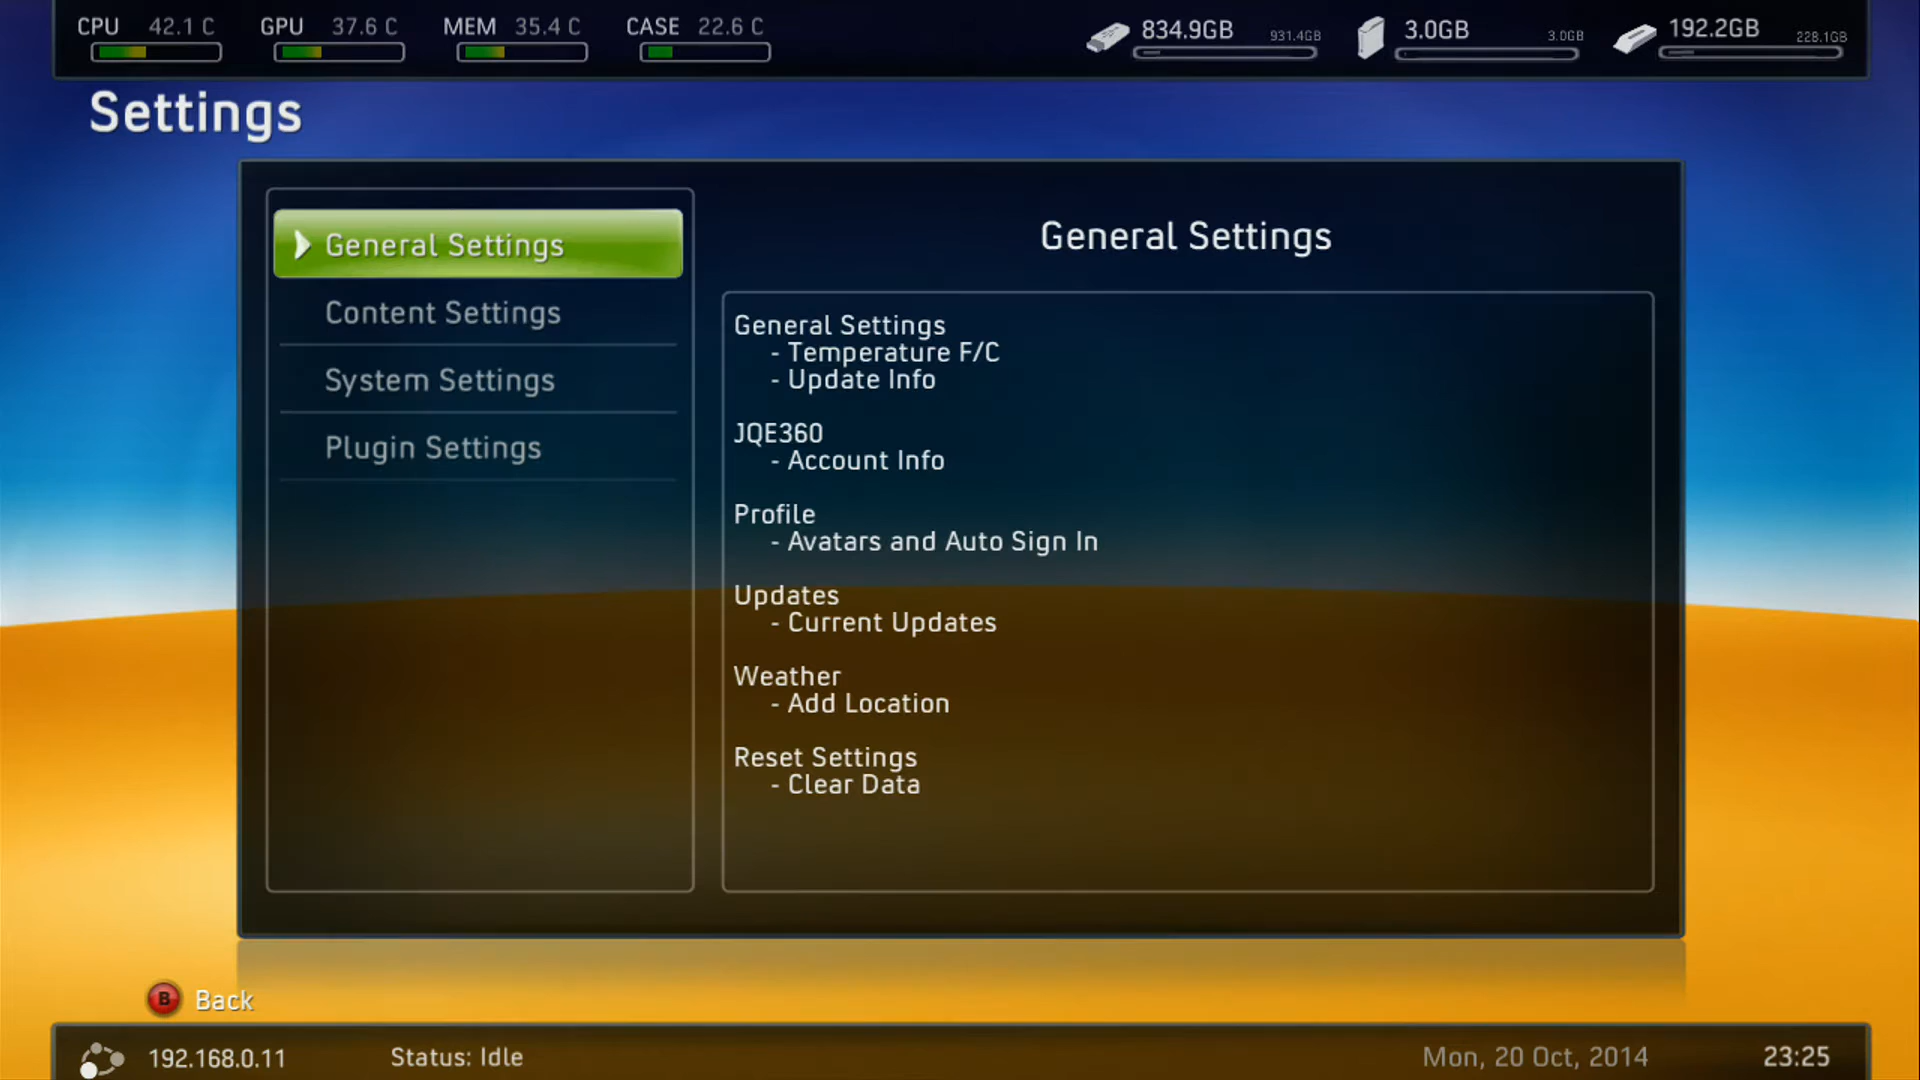 CPU 42.1 C GPU 37.6 C MEM 35.4 C CASE 22.6 C 834.9GB 931.4GB 3.0GB 3.0GB 192.2GB 228.1GB
Settings
General Settings
Content Settings
System Settings
Plugin Settings
General Settings
General Settings
- Temperature F/C
- Update Info
JQE360
- Account Info
Profile
- Avatars and Auto Sign In
Updates
- Current Updates
Weather
- Add Location
Reset Settings
- Clear Data
B Back
192.168.0.11 Status: Idle Mon, 20 Oct, 2014 23:25